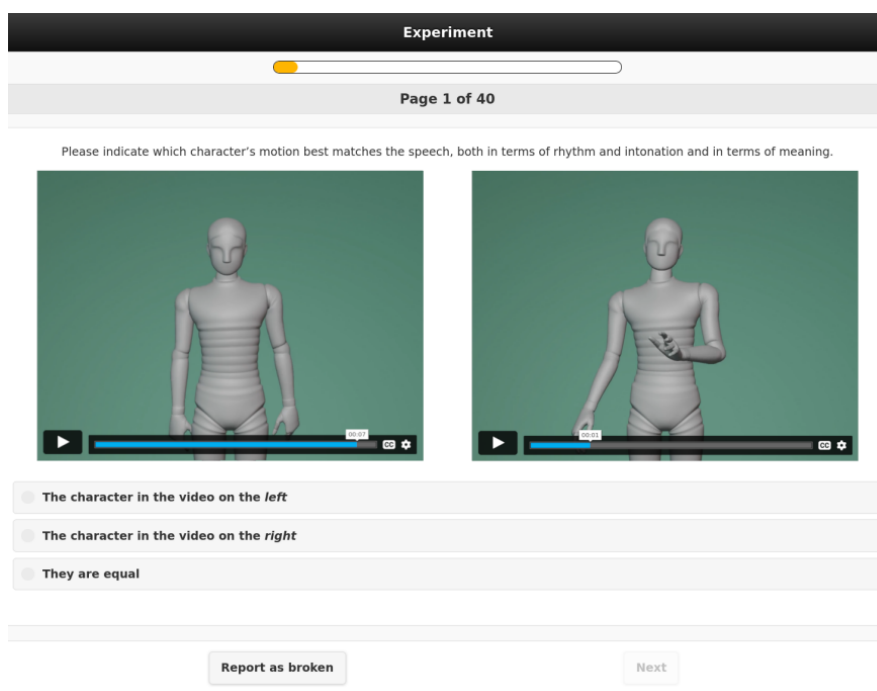 Experiment
Page 1 of 40
Please indicate which character’s motion best matches the speech, both in terms of rhythm and intonation and in terms of meaning.
00:07
CC
00:01
CC
The character in the video on the left
The character in the video on the right
They are equal
Report as broken
Next